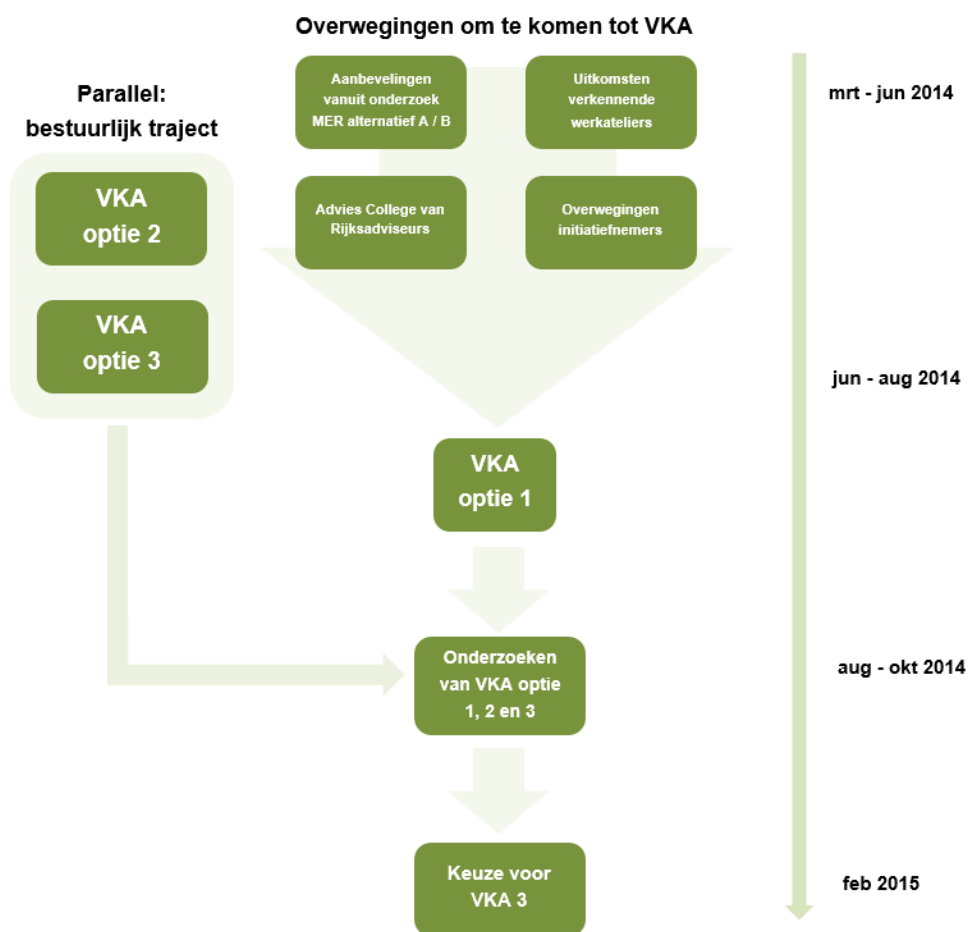 Overwegingen om te komen tot VKA
Aanbevelingen
vanuit onderzoek
MER alternatief A / B
Uitkomsten
verkennende
werkateliers
mrt - jun 2014
Parallel:
bestuurlijk traject
VKA
optie 2
Advies College van
Rijksadviseurs
Overwegingen
initiatiefnemers
VKA
optie 3
jun - aug 2014
VKA
optie 1
Onderzoeken
van VKA optie
1, 2 en 3
aug - okt 2014
Keuze voor
VKA 3
feb 2015